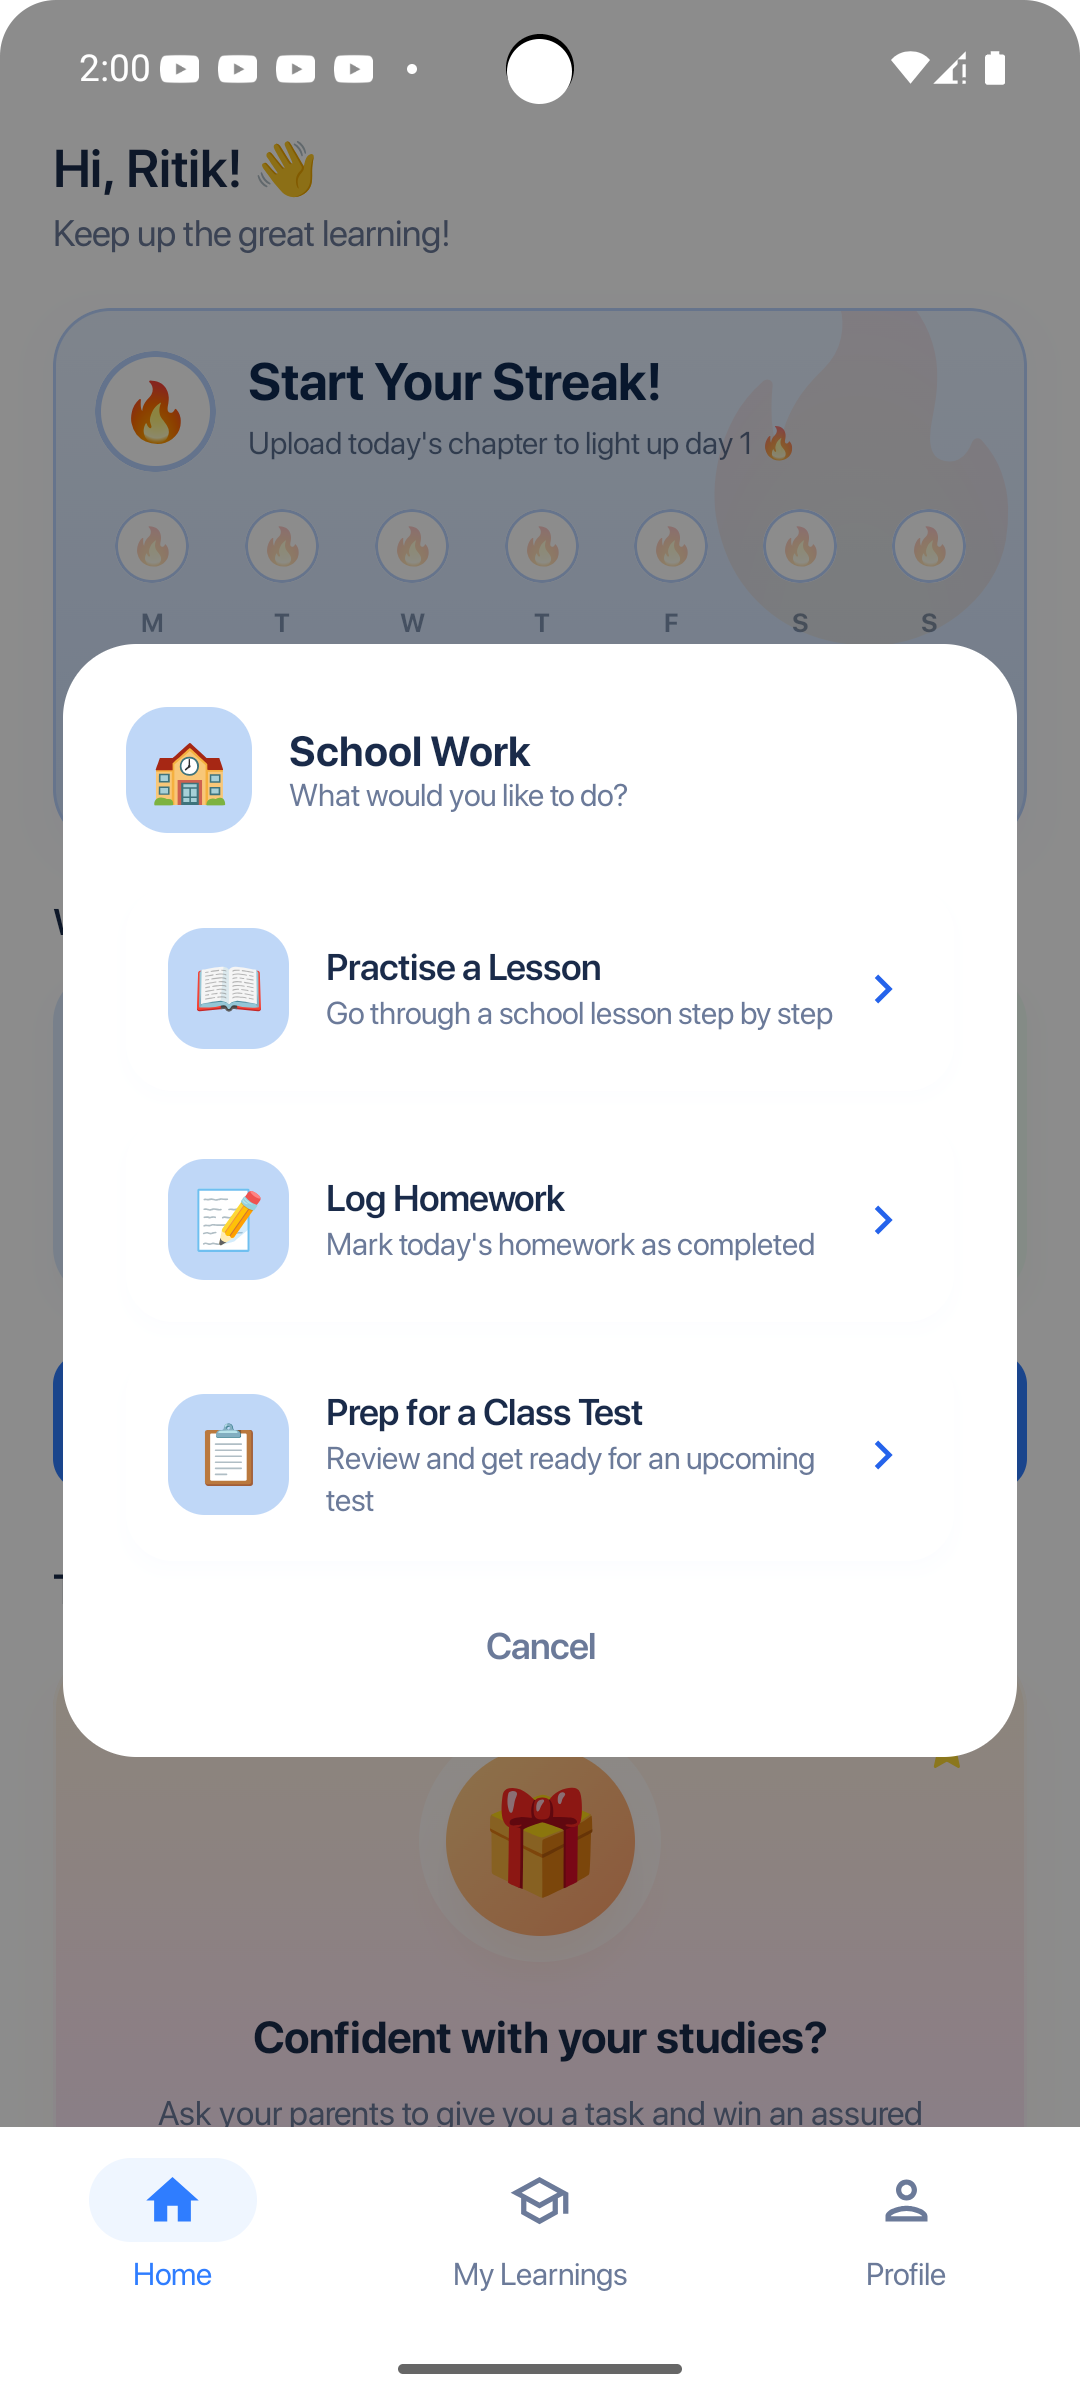 2:00
Hi, Ritik! 👋
Keep up the great learning!
Start Your Streak!
Upload today's chapter to light up day 1 🔥
M T W T F S S
School Work
What would you like to do?
Practise a Lesson
Go through a school lesson step by step
Log Homework
Mark today's homework as completed
Prep for a Class Test
Review and get ready for an upcoming
test
Cancel
Confident with your studies?
Ask your parents to give you a task and win an assured
Home
My Learnings
Profile